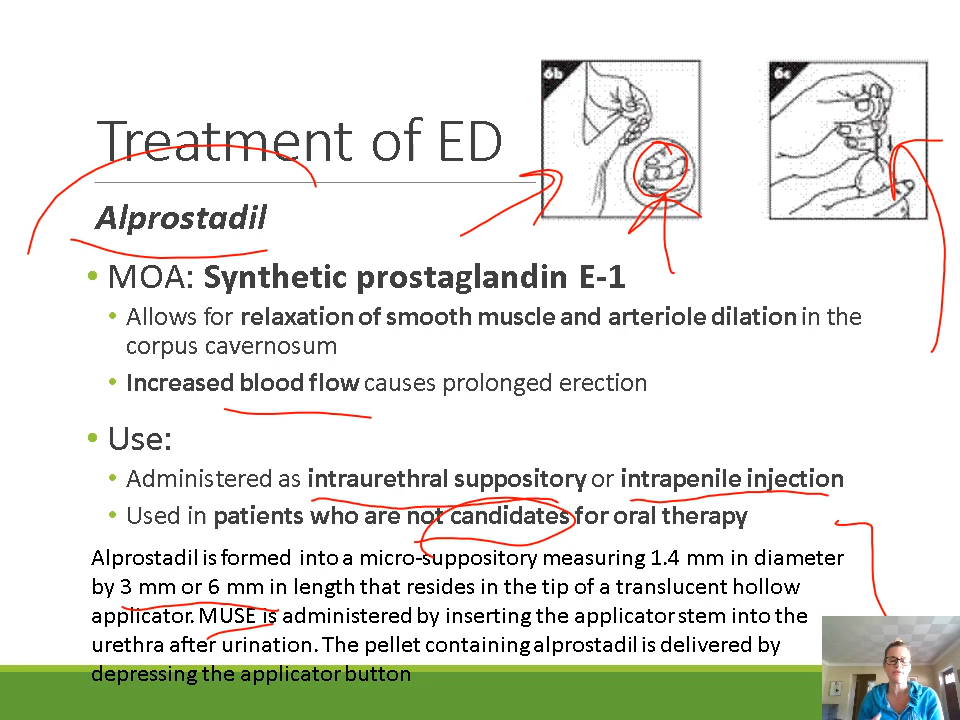 6b
6c
Treatment of ED
Alprostadil
• MOA: Synthetic prostaglandin E-1
• Allows for relaxation of smooth muscle and arteriole dilation in the
corpus cavernosum
• Increased blood flow causes prolonged erection
• Use:
• Administered as intraurethral suppository or intrapenile injection
• Used in patients who are not candidates for oral therapy
Alprostadil is formed into a micro-suppository measuring 1.4 mm in diameter
by 3 mm or 6 mm in length that resides in the tip of a translucent hollow
applicator. MUSE is administered by inserting the applicator stem into the
urethra after urination. The pellet containing alprostadil is delivered by
depressing the applicator button